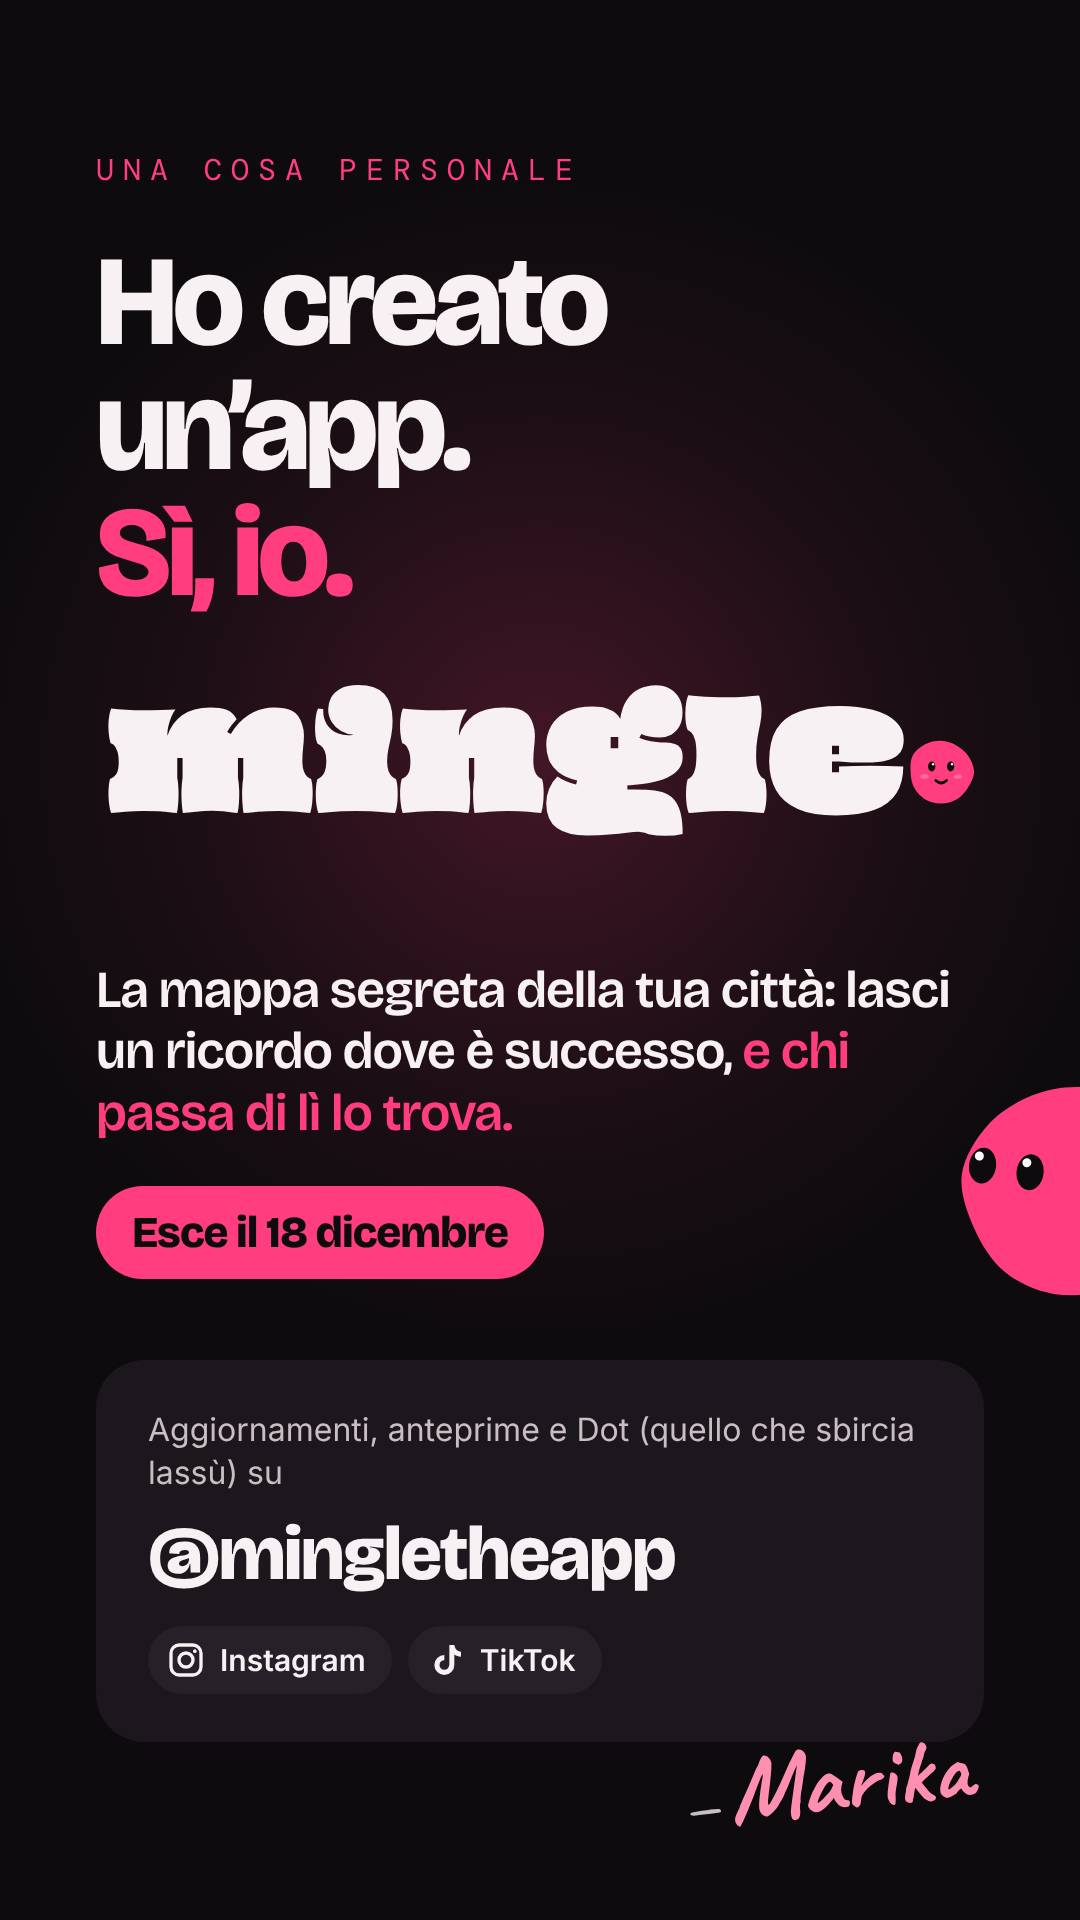 UNA COSA PERSONALE
Ho creato
un’app.
Sì, io.
mingle
La mappa segreta della tua città: lasci
un ricordo dove è successo, e chi
passa di lì lo trova.
Esce il 18 dicembre
Aggiornamenti, anteprime e Dot (quello che sbircia
lassù) su
@mingletheapp
Instagram
TikTok
– Marika